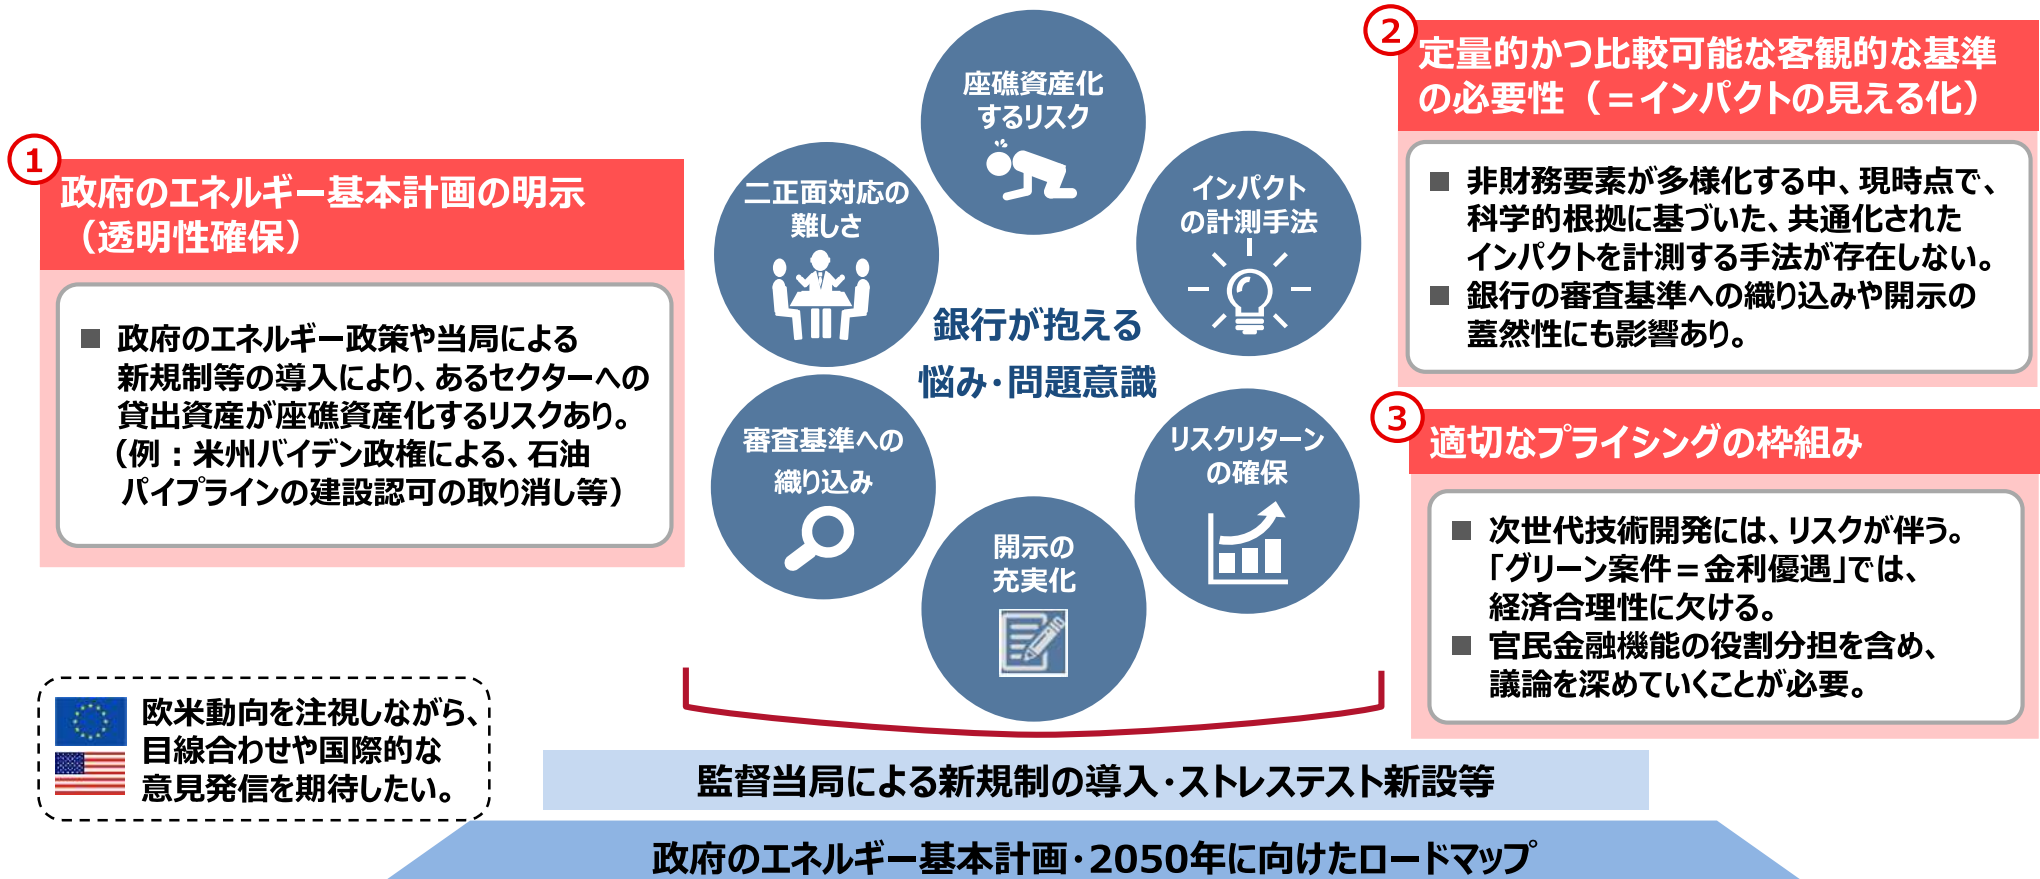 ①
政府のエネルギー基本計画の明示
（透明性確保）
■ 政府のエネルギー政策や当局による
新規制等の導入により、あるセクターへの
貸出資産が座礁資産化するリスクあり。
（例：米州バイデン政権による、石油
パイプラインの建設認可の取り消し等）
座礁資産化
するリスク
二正面対応の
難しさ
インパクト
の計測手法
銀行が抱える
悩み・問題意識
審査基準への
織り込み
リスクリターン
の確保
開示の
充実化
②
定量的かつ比較可能な客観的な基準
の必要性（＝インパクトの見える化）
■ 非財務要素が多様化する中、現時点で、
科学的根拠に基づいた、共通化された
インパクトを計測する手法が存在しない。
■ 銀行の審査基準への織り込みや開示の
蓋然性にも影響あり。
③
適切なプライシングの枠組み
■ 次世代技術開発には、リスクが伴う。
「グリーン案件＝金利優遇」では、
経済合理性に欠ける。
■ 官民金融機能の役割分担を含め、
議論を深めていくことが必要。
欧米動向を注視しながら、
目線合わせや国際的な
意見発信を期待したい。
監督当局による新規制の導入・ストレステスト新設等
政府のエネルギー基本計画・2050年に向けたロードマップ